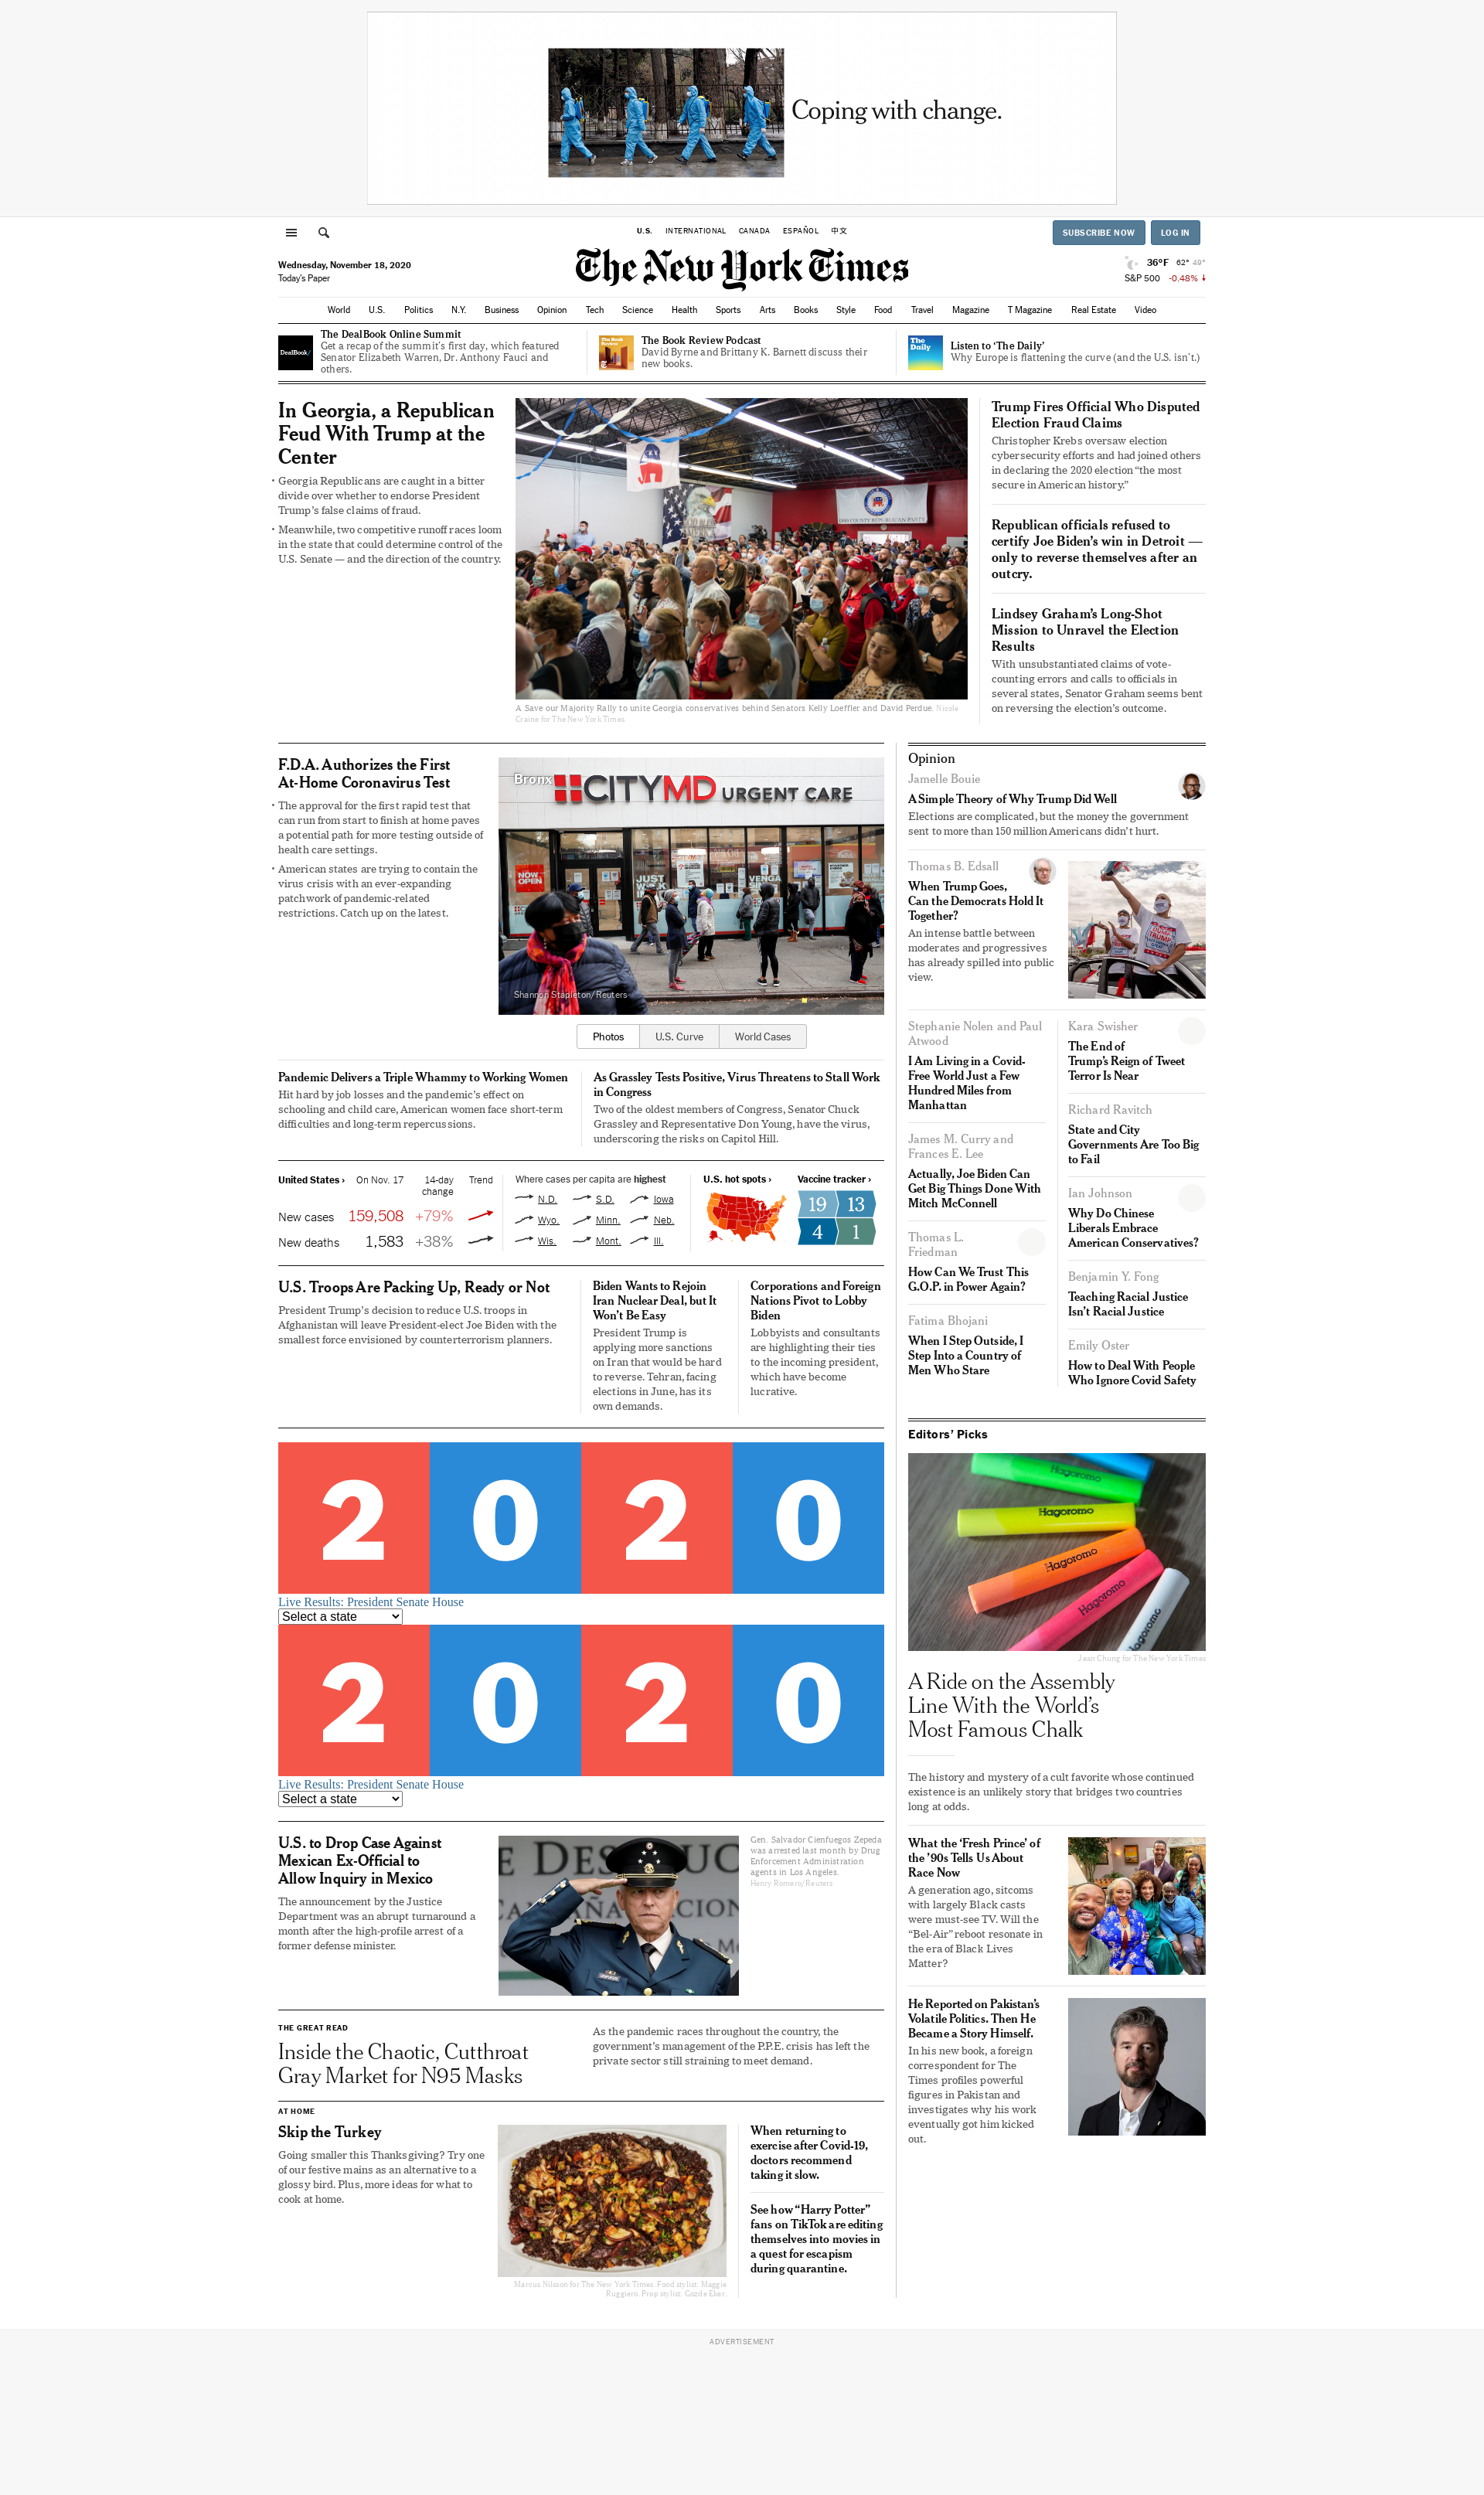 Coping with change.
U.S. INTERNATIONAL CANADA ESPAÑOL 中文
SUBSCRIBE NOW LOG IN
Wednesday, November 18, 2020
Today's Paper
The New York Times
36°F 62° 49°
S&P 500 -0.48%
World U.S. Politics N.Y. Business Opinion Tech Science Health Sports Arts Books Style Food Travel Magazine T Magazine Real Estate Video
DealBook/
The DealBook Online Summit
Get a recap of the summit's first day, which featured
Senator Elizabeth Warren, Dr. Anthony Fauci and
others.
The Book Review
The Book Review Podcast
David Byrne and Brittany K. Barnett discuss their
new books.
The Daily
Listen to ‘The Daily’
Why Europe is flattening the curve (and the U.S. isn't.)
In Georgia, a Republican
Feud With Trump at the
Center
• Georgia Republicans are caught in a bitter
divide over whether to endorse President
Trump's false claims of fraud.
• Meanwhile, two competitive runoff races loom
in the state that could determine control of the
U.S. Senate — and the direction of the country.
A Save our Majority Rally to unite Georgia conservatives behind Senators Kelly Loeffler and David Perdue. Nicole
Craine for The New York Times
Trump Fires Official Who Disputed
Election Fraud Claims
Christopher Krebs oversaw election
cybersecurity efforts and had joined others
in declaring the 2020 election “the most
secure in American history.”
Republican officials refused to
certify Joe Biden’s win in Detroit —
only to reverse themselves after an
outcry.
Lindsey Graham’s Long-Shot
Mission to Unravel the Election
Results
With unsubstantiated claims of vote-
counting errors and calls to officials in
several states, Senator Graham seems bent
on reversing the election’s outcome.
F.D.A. Authorizes the First
At-Home Coronavirus Test
• The approval for the first rapid test that
can run from start to finish at home paves
a potential path for more testing outside of
health care settings.
• American states are trying to contain the
virus crisis with an ever-expanding
patchwork of pandemic-related
restrictions. Catch up on the latest.
Bronx
CITYMD URGENT CARE
NOW OPEN
Shannon Stapleton/Reuters
Photos U.S. Curve World Cases
Pandemic Delivers a Triple Whammy to Working Women
Hit hard by job losses and the pandemic’s effect on
schooling and child care, American women face short-term
difficulties and long-term repercussions.
As Grassley Tests Positive, Virus Threatens to Stall Work
in Congress
Two of the oldest members of Congress, Senator Chuck
Grassley and Representative Don Young, have the virus,
underscoring the risks on Capitol Hill.
United States › On Nov. 17 14-day change Trend
New cases 159,508 +79%
New deaths 1,583 +38%
Where cases per capita are highest
N.D. S.D. Iowa
Wyo. Minn. Neb.
Wis. Mont. Ill.
U.S. hot spots ›
Vaccine tracker ›
19 13
4 1
U.S. Troops Are Packing Up, Ready or Not
President Trump’s decision to reduce U.S. troops in
Afghanistan will leave President-elect Joe Biden with the
smallest force envisioned by counterterrorism planners.
Biden Wants to Rejoin
Iran Nuclear Deal, but It
Won’t Be Easy
President Trump is
applying more sanctions
on Iran that would be hard
to reverse. Tehran, facing
elections in June, has its
own demands.
Corporations and Foreign
Nations Pivot to Lobby
Biden
Lobbyists and consultants
are highlighting their ties
to the incoming president,
which have become
lucrative.
2020
Live Results: President Senate House
Select a state
2020
Live Results: President Senate House
Select a state
U.S. to Drop Case Against
Mexican Ex-Official to
Allow Inquiry in Mexico
The announcement by the Justice
Department was an abrupt turnaround a
month after the high-profile arrest of a
former defense minister.
Gen. Salvador Cienfuegos Zepeda
was arrested last month by Drug
Enforcement Administration
agents in Los Angeles.
Henry Romero/Reuters
THE GREAT READ
Inside the Chaotic, Cutthroat
Gray Market for N95 Masks
As the pandemic races throughout the country, the
government’s management of the P.P.E. crisis has left the
private sector still straining to meet demand.
AT HOME
Skip the Turkey
Going smaller this Thanksgiving? Try one
of our festive mains as an alternative to a
glossy bird. Plus, more ideas for what to
cook at home.
Marcus Nilsson for The New York Times. Food stylist: Maggie
Ruggiero. Prop stylist: Gozde Eker.
When returning to
exercise after Covid-19,
doctors recommend
taking it slow.
See how “Harry Potter”
fans on TikTok are editing
themselves into movies in
a quest for escapism
during quarantine.
Opinion
Jamelle Bouie
A Simple Theory of Why Trump Did Well
Elections are complicated, but the money the government
sent to more than 150 million Americans didn’t hurt.
Thomas B. Edsall
When Trump Goes,
Can the Democrats Hold It
Together?
An intense battle between
moderates and progressives
has already spilled into public
view.
Stephanie Nolen and Paul
Atwood
I Am Living in a Covid-
Free World Just a Few
Hundred Miles from
Manhattan
James M. Curry and
Frances E. Lee
Actually, Joe Biden Can
Get Big Things Done With
Mitch McConnell
Thomas L.
Friedman
How Can We Trust This
G.O.P. in Power Again?
Fatima Bhojani
When I Step Outside, I
Step Into a Country of
Men Who Stare
Kara Swisher
The End of
Trump’s Reign of Tweet
Terror Is Near
Richard Ravitch
State and City
Governments Are Too Big
to Fail
Ian Johnson
Why Do Chinese
Liberals Embrace
American Conservatives?
Benjamin Y. Fong
Teaching Racial Justice
Isn’t Racial Justice
Emily Oster
How to Deal With People
Who Ignore Covid Safety
Editors’ Picks
Hagoromo
Hagoromo
Hagoromo
Hagoromo
Hagoromo
Jean Chung for The New York Times
A Ride on the Assembly
Line With the World’s
Most Famous Chalk
The history and mystery of a cult favorite whose continued
existence is an unlikely story that bridges two countries
long at odds.
What the ‘Fresh Prince’ of
the ’90s Tells Us About
Race Now
A generation ago, sitcoms
with largely Black casts
were must-see TV. Will the
“Bel-Air” reboot resonate in
the era of Black Lives
Matter?
He Reported on Pakistan’s
Volatile Politics. Then He
Became a Story Himself.
In his new book, a foreign
correspondent for The
Times profiles powerful
figures in Pakistan and
investigates why his work
eventually got him kicked
out.
ADVERTISEMENT